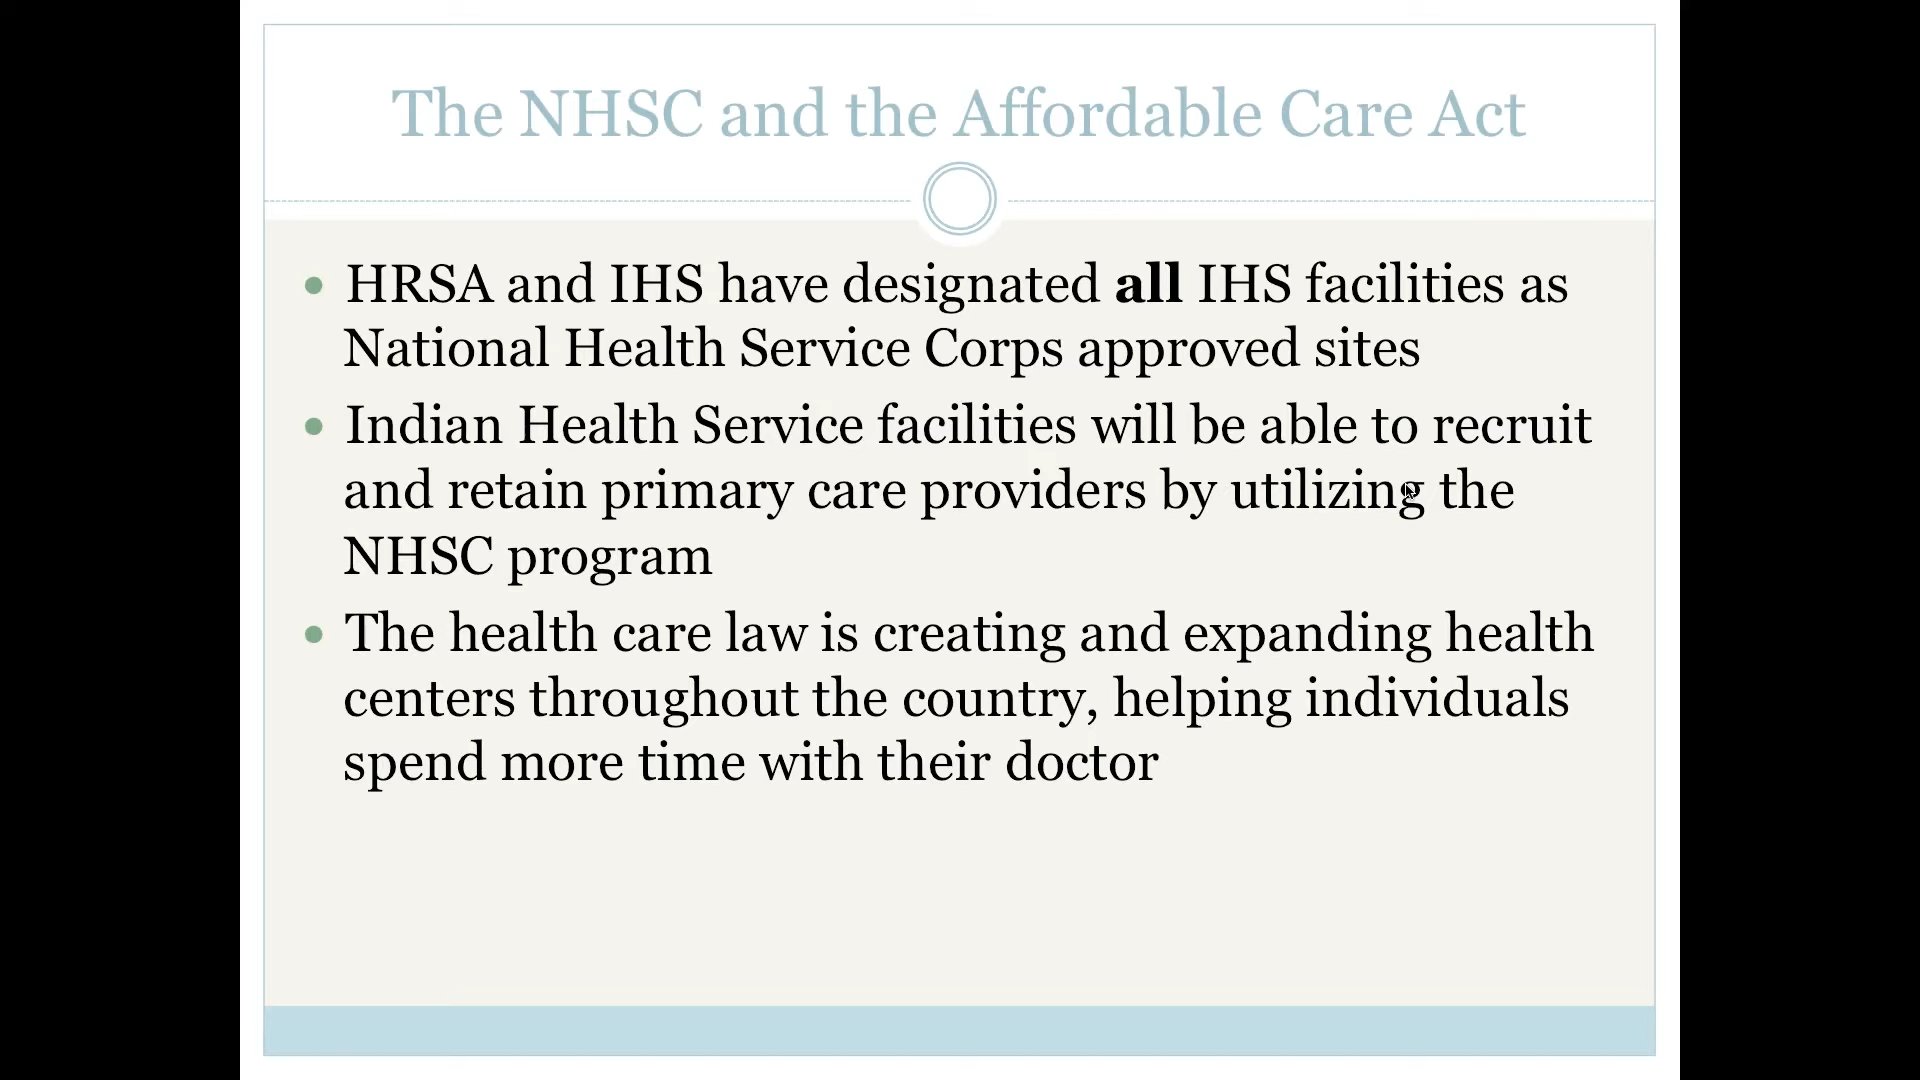 The NHSC and the Affordable Care Act
• HRSA and IHS have designated all IHS facilities as
National Health Service Corps approved sites
• Indian Health Service facilities will be able to recruit
and retain primary care providers by utilizing the
NHSC program
• The health care law is creating and expanding health
centers throughout the country, helping individuals
spend more time with their doctor